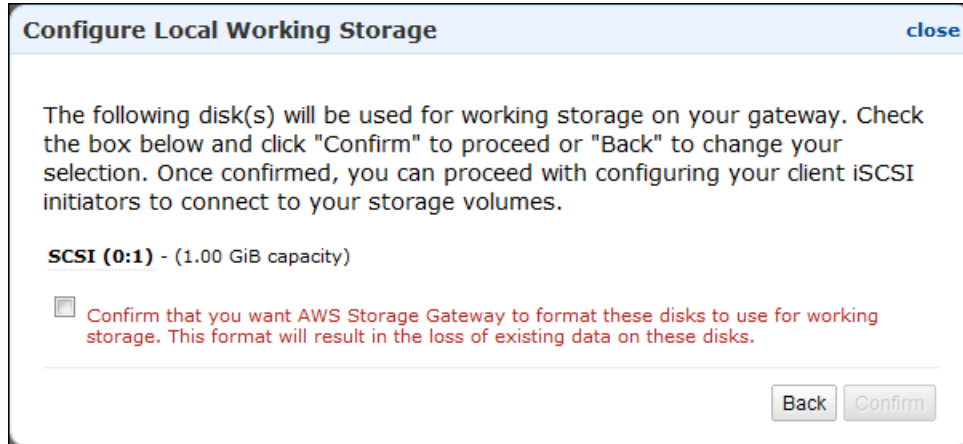 Configure Local Working Storage
close
The following disk(s) will be used for working storage on your gateway. Check
the box below and click "Confirm" to proceed or "Back" to change your
selection. Once confirmed, you can proceed with configuring your client iSCSI
initiators to connect to your storage volumes.
SCSI (0:1) - (1.00 GiB capacity)
Confirm that you want AWS Storage Gateway to format these disks to use for working
storage. This format will result in the loss of existing data on these disks.
Back
Confirm